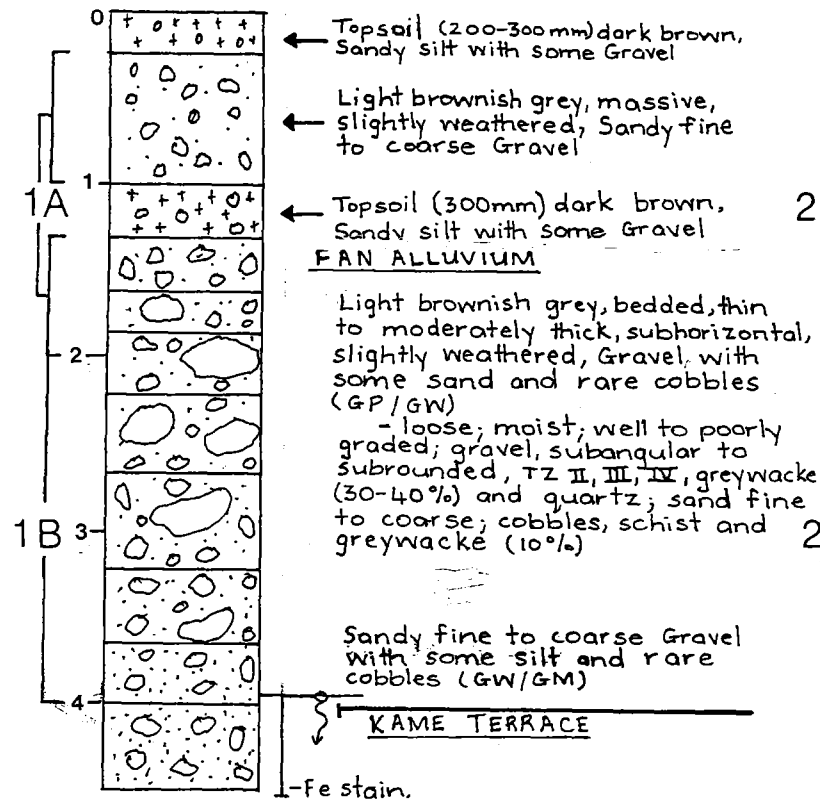 0
Topsoil (200-300mm) dark brown,
Sandy silt with some Gravel
Light brownish grey, massive,
slightly weathered, Sandy fine
to coarse Gravel
1
1A
Topsoil (300mm) dark brown,
Sandy silt with some Gravel
2
FAN ALLUVIUM
Light brownish grey, bedded, thin
to moderately thick, subhorizontal,
slightly weathered, Gravel, with
some sand and rare cobbles
(GP/GW)
2
- loose; moist; well to poorly
graded; gravel, subangular to
subrounded, TZ II, III, IV, greywacke
(30-40%) and quartz; sand fine
to coarse; cobbles, schist and
greywacke (10%)
1B
3
2
Sandy fine to coarse Gravel
with some silt and rare
cobbles (GW/GM)
4
KAME TERRACE
-Fe stain.